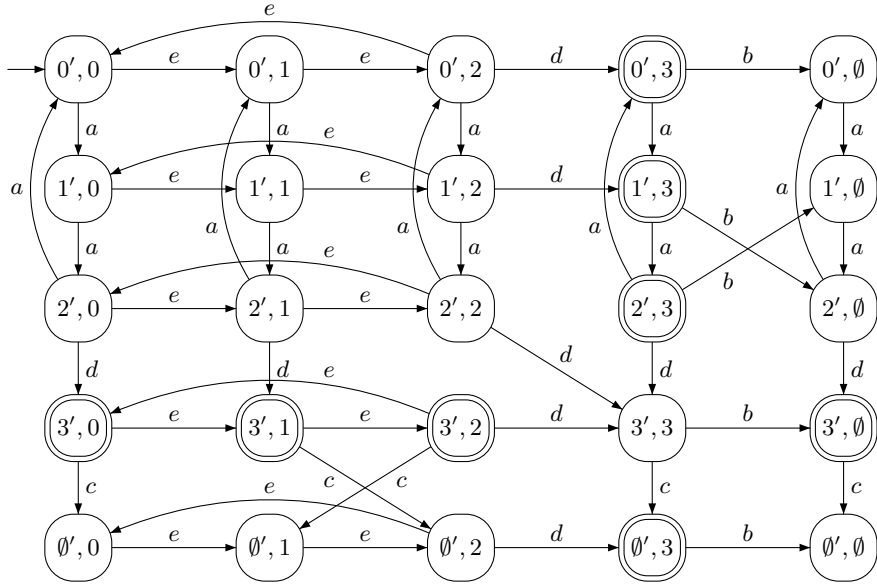 e
0′, 0 e 0′, 1 e 0′, 2 d 0′, 3 b 0′, ∅
a a e a a a
1′, 0 e 1′, 1 e 1′, 2 d 1′, 3 b 1′, ∅
a a a a a
a a e a a a b
2′, 0 e 2′, 1 e 2′, 2 2′, 3 2′, ∅
d d e d d d
3′, 0 e 3′, 1 e 3′, 2 d 3′, 3 b 3′, ∅
c e c c c c
∅′, 0 e ∅′, 1 e ∅′, 2 d ∅′, 3 b ∅′, ∅